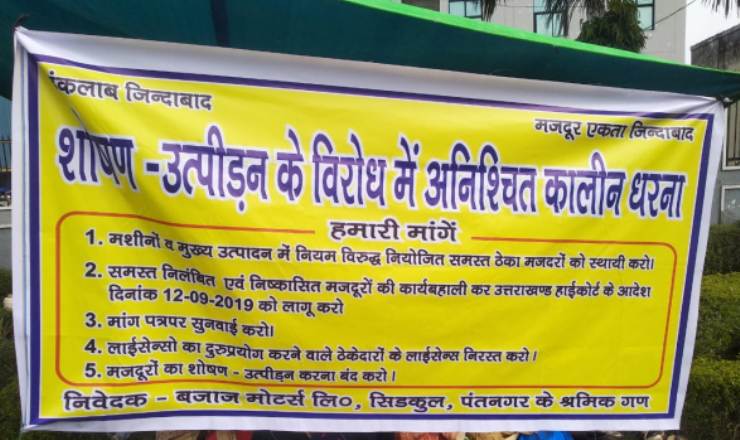 इंकलाब जिन्दाबाद
मजदूर एकता जिन्दाबाद
शोषण -उत्पीड़न के विरोध में अनिश्चित कालीन धरना
हमारी मांगें
1. मशीनों व मुख्य उत्पादन में नियम विरुद्ध नियोजित समस्त ठेका मजदरों को स्थायी करो।
2. समस्त निलंबित एवं निष्कासित मजदूरों की कार्यबहाली कर उत्तराखण्ड हाईकोर्ट के आदेश
दिनांक 12-09-2019 को लागू करो
3. मांग पत्रपर सुनवाई करो।
4. लाईसेन्सो का दुरुप्रयोग करने वाले ठेकेदारों के लाईसेन्स निरस्त करो।
5. मजदूरों का शोषण - उत्पीड़न करना बंद करो।
निवेदक - बजाज मोटर्स लि०, सिडकुल, पंतनगर के श्रमिक गण